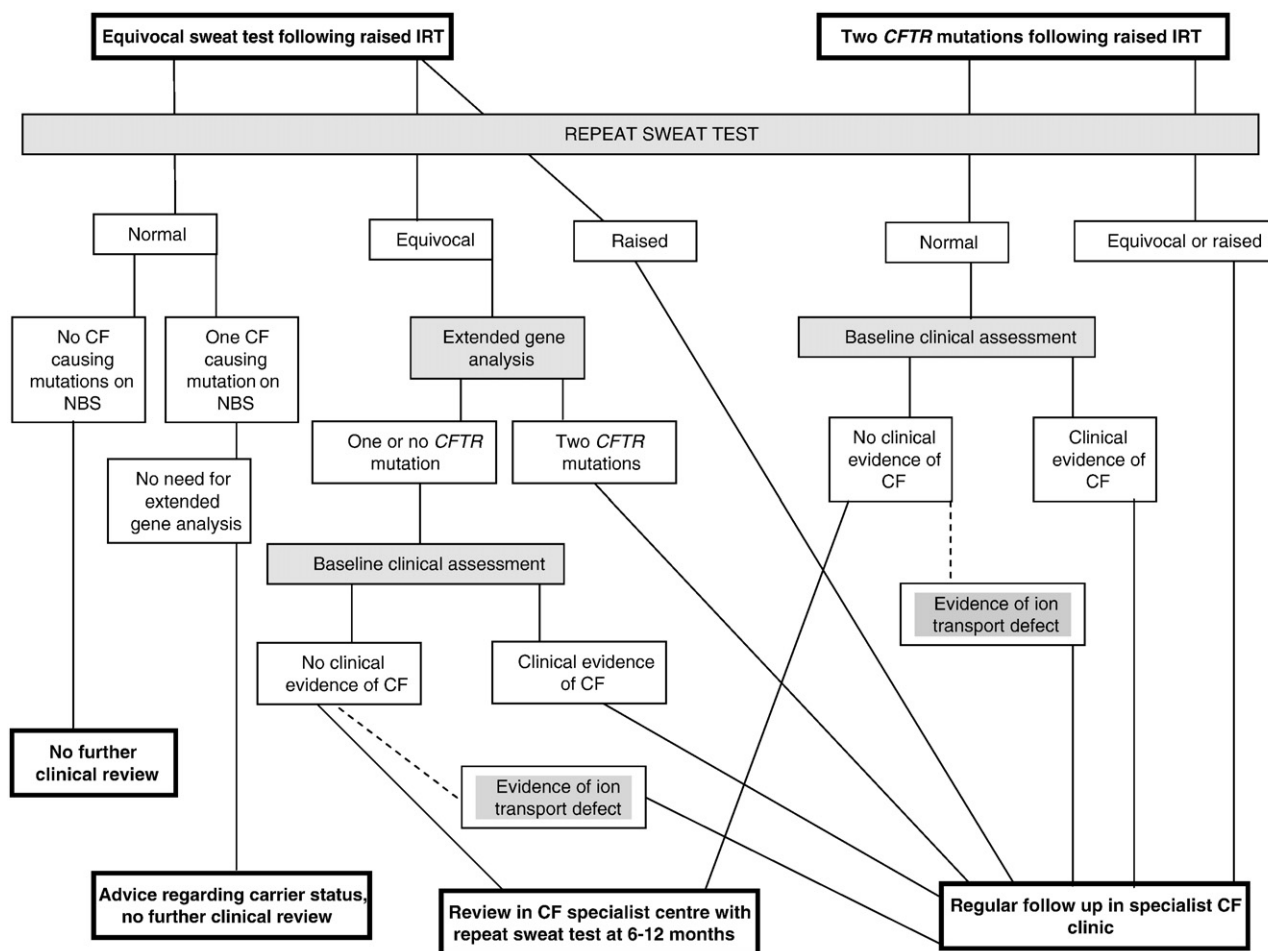 Equivocal sweat test following raised IRT
Two CFTR mutations following raised IRT
REPEAT SWEAT TEST
Normal
Equivocal
Raised
Normal
Equivocal or raised
No CF
causing
mutations on
NBS
One CF
causing
mutation on
NBS
Extended gene
analysis
Baseline clinical assessment
One or no CFTR
mutation
Two CFTR
mutations
No clinical
evidence of
CF
Clinical
evidence of
CF
No need for
extended
gene analysis
Baseline clinical assessment
Evidence of ion
transport defect
No clinical
evidence of CF
Clinical evidence
of CF
No further
clinical review
Evidence of ion
transport defect
Advice regarding carrier status,
no further clinical review
Review in CF specialist centre with
repeat sweat test at 6-12 months
Regular follow up in specialist CF
clinic